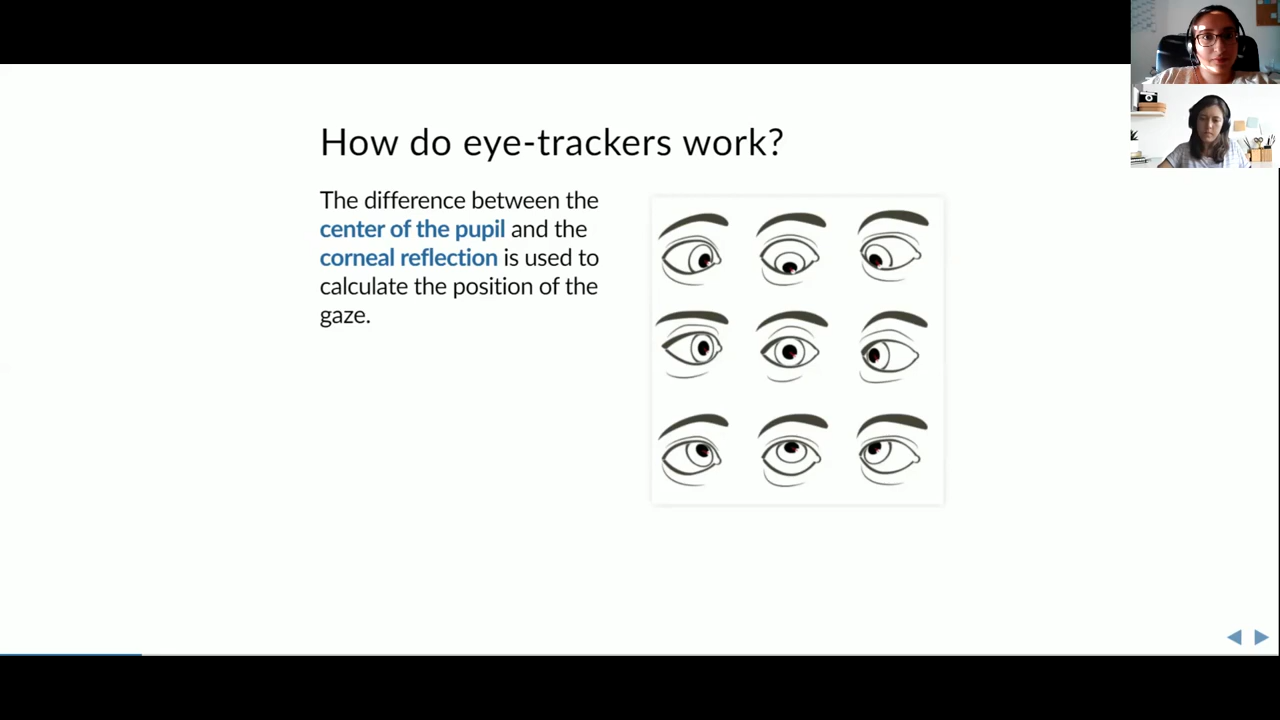 How do eye-trackers work?
The difference between the
center of the pupil and the
corneal reflection is used to
calculate the position of the
gaze.